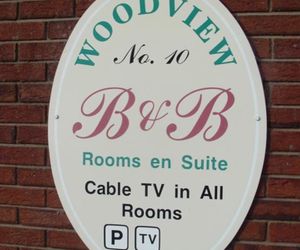 WOODVIEW
No. 10
B&B
Rooms en Suite
Cable TV in All
Rooms
P TV